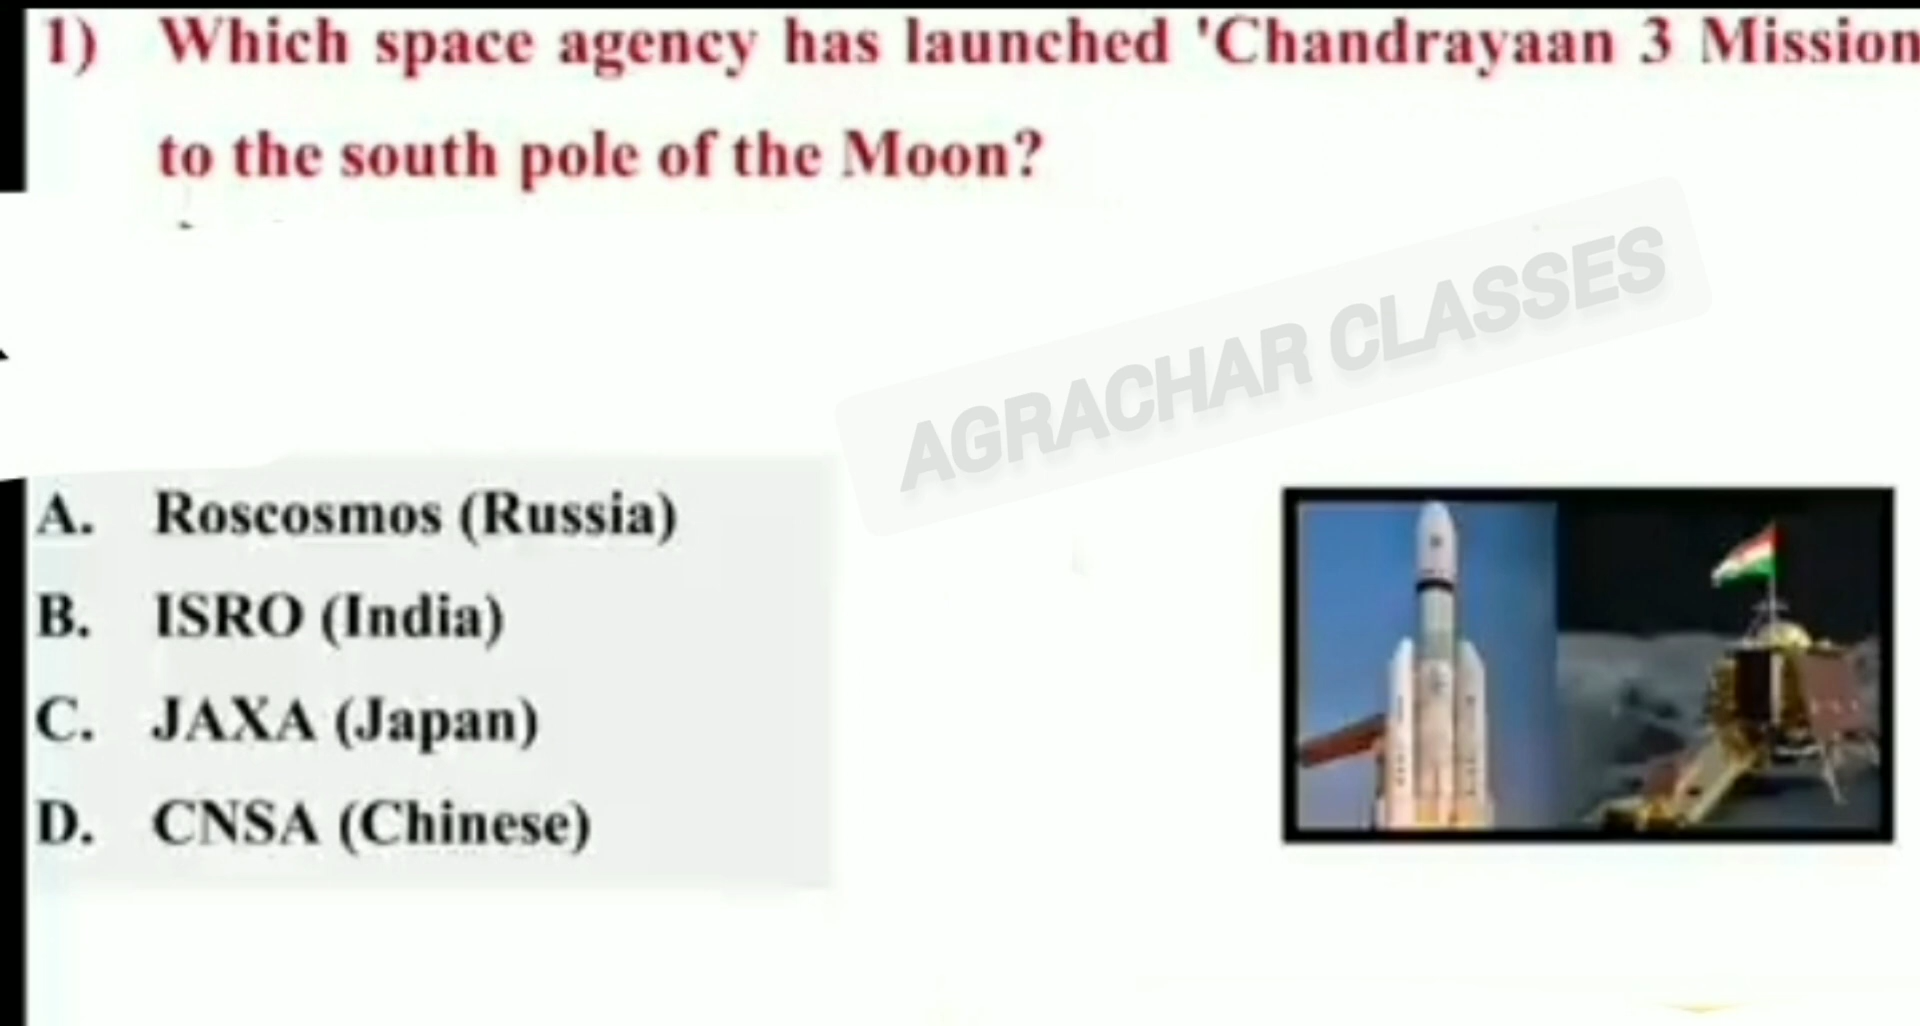 1) Which space agency has launched 'Chandrayaan 3 Mission
to the south pole of the Moon?
AGRACHAR CLASSES
A. Roscosmos (Russia)
B. ISRO (India)
C. JAXA (Japan)
D. CNSA (Chinese)